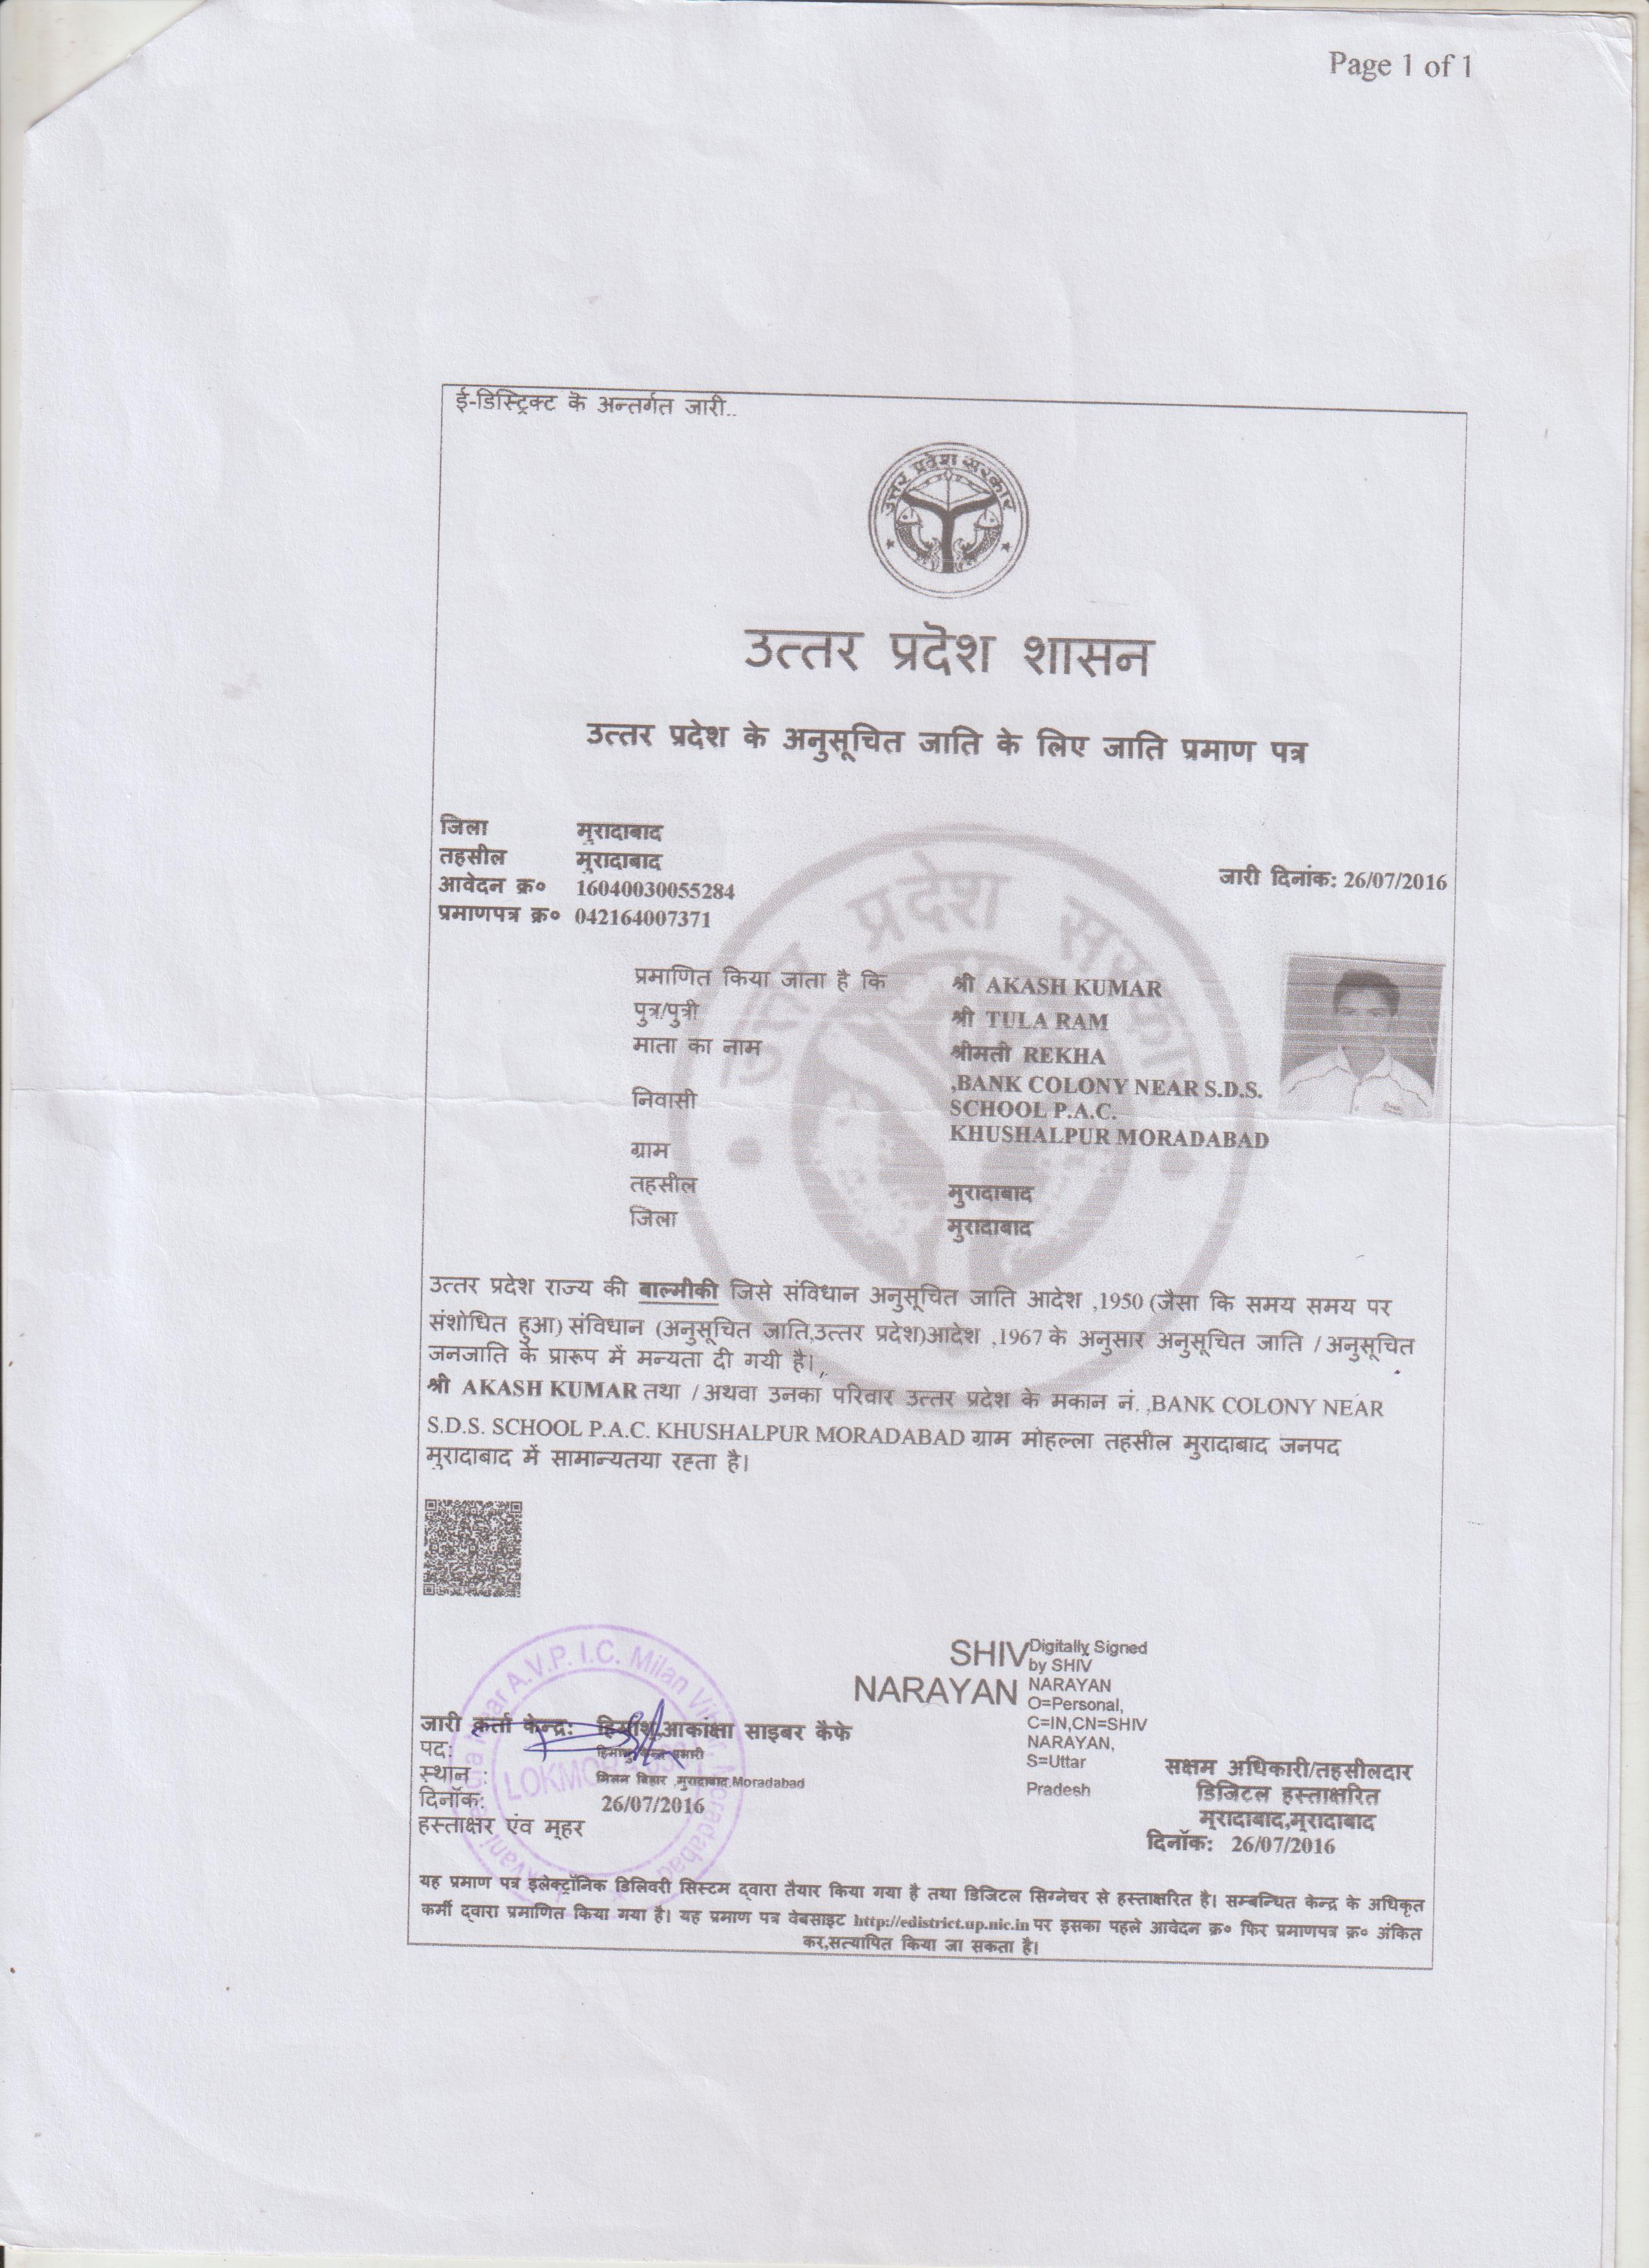 Page 1 of 1
ई-डिस्ट्रिक्ट के अन्तर्गत जारी..
उत्तर प्रदेश सरकार
उत्तर प्रदेश शासन
उत्तर प्रदेश के अनुसूचित जाति के लिए जाति प्रमाण पत्र
जिला मुरादाबाद
तहसील मुरादाबाद
आवेदन क्र० 16040030055284
जारी दिनांक: 26/07/2016
प्रमाणपत्र क्र० 042164007371
प्रमाणित किया जाता है कि श्री AKASH KUMAR
पुत्र/पुत्री श्री TULA RAM
माता का नाम श्रीमती REKHA
निवासी ,BANK COLONY NEAR S.D.S.
SCHOOL P.A.C.
KHUSHALPUR MORADABAD
ग्राम
तहसील मुरादाबाद
जिला मुरादाबाद
उत्तर प्रदेश राज्य की बाल्मीकी जिसे संविधान अनुसूचित जाति आदेश ,1950 (जैसा कि समय समय पर
संशोधित हुआ) संविधान (अनुसूचित जाति,उत्तर प्रदेश)आदेश ,1967 के अनुसार अनुसूचित जाति / अनुसूचित
जनजाति के प्रारूप में मन्यता दी गयी है।
श्री AKASH KUMAR तथा / अथवा उनका परिवार उत्तर प्रदेश के मकान नं. ,BANK COLONY NEAR
S.D.S. SCHOOL P.A.C. KHUSHALPUR MORADABAD ग्राम मोहल्ला तहसील मुरादाबाद जनपद
मुरादाबाद में सामान्यतया रहता है।
SHIV
NARAYAN
Digitally Signed
by SHIV
NARAYAN
O=Personal,
C=IN,CN=SHIV
NARAYAN,
S=Uttar
Pradesh
जारी कर्ता केन्द्र: हिमांशु,आकांक्षा साइबर कैफे
पद:
स्थान : मिलन विहार ,मुरादाबाद,Moradabad
दिनॉक: 26/07/2016
हस्ताक्षर एंव मुहर
A.V.P. I.C. Milan Vihar Moradabad
सक्षम अधिकारी/तहसीलदार
डिजिटल हस्ताक्षरित
मुरादाबाद,मुरादाबाद
दिनॉक: 26/07/2016
यह प्रमाण पत्र इलेक्ट्रॉनिक डिलिवरी सिस्टम द्वारा तैयार किया गया है तथा डिजिटल सिग्नेचर से हस्ताक्षरित है। सम्बन्धित केन्द्र के अधिकृत
कर्मी द्वारा प्रमाणित किया गया है। यह प्रमाण पत्र वेबसाइट http://edistrict.up.nic.in पर इसका पहले आवेदन क्र० फिर प्रमाणपत्र क्र० अंकित
कर,सत्यापित किया जा सकता है।